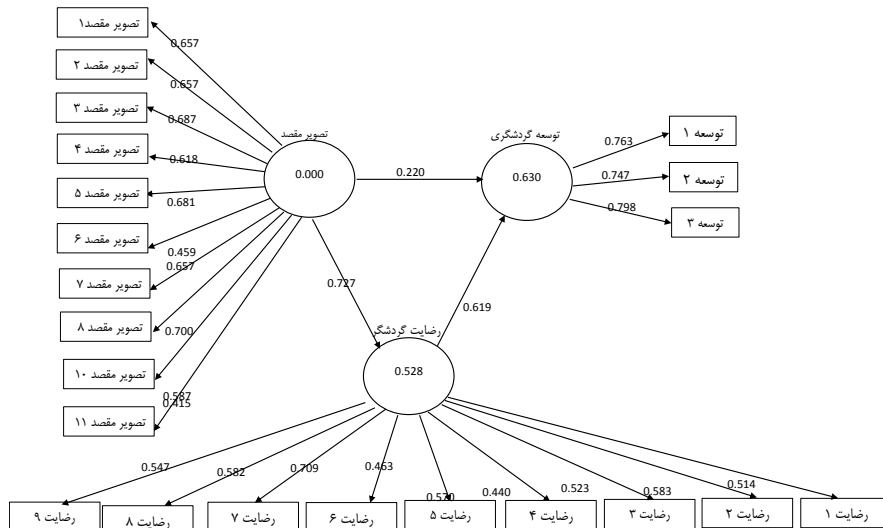 تصویر مقصد۱
0.657
تصویر مقصد ۲
0.657
تصویر مقصد ۳
0.687
تصویر مقصد ۴
0.618
تصویر مقصد ۵
0.681
تصویر مقصد ۶
0.459
0.657
تصویر مقصد ۷
تصویر مقصد ۸
0.700
تصویر مقصد ۱۰
0.587
0.415
تصویر مقصد ۱۱
تصویر مقصد
0.000
0.220
توسعه گردشگری
0.630
0.763
توسعه ۱
0.747
توسعه ۲
0.798
توسعه ۳
0.727
0.619
رضایت گردشگر
0.528
0.547
0.582
0.709
0.463
0.570
0.440
0.523
0.583
0.514
رضایت ۹
رضایت ۸
رضایت ۷
رضایت ۶
رضایت ۵
رضایت ۴
رضایت ۳
رضایت ۲
رضایت ۱